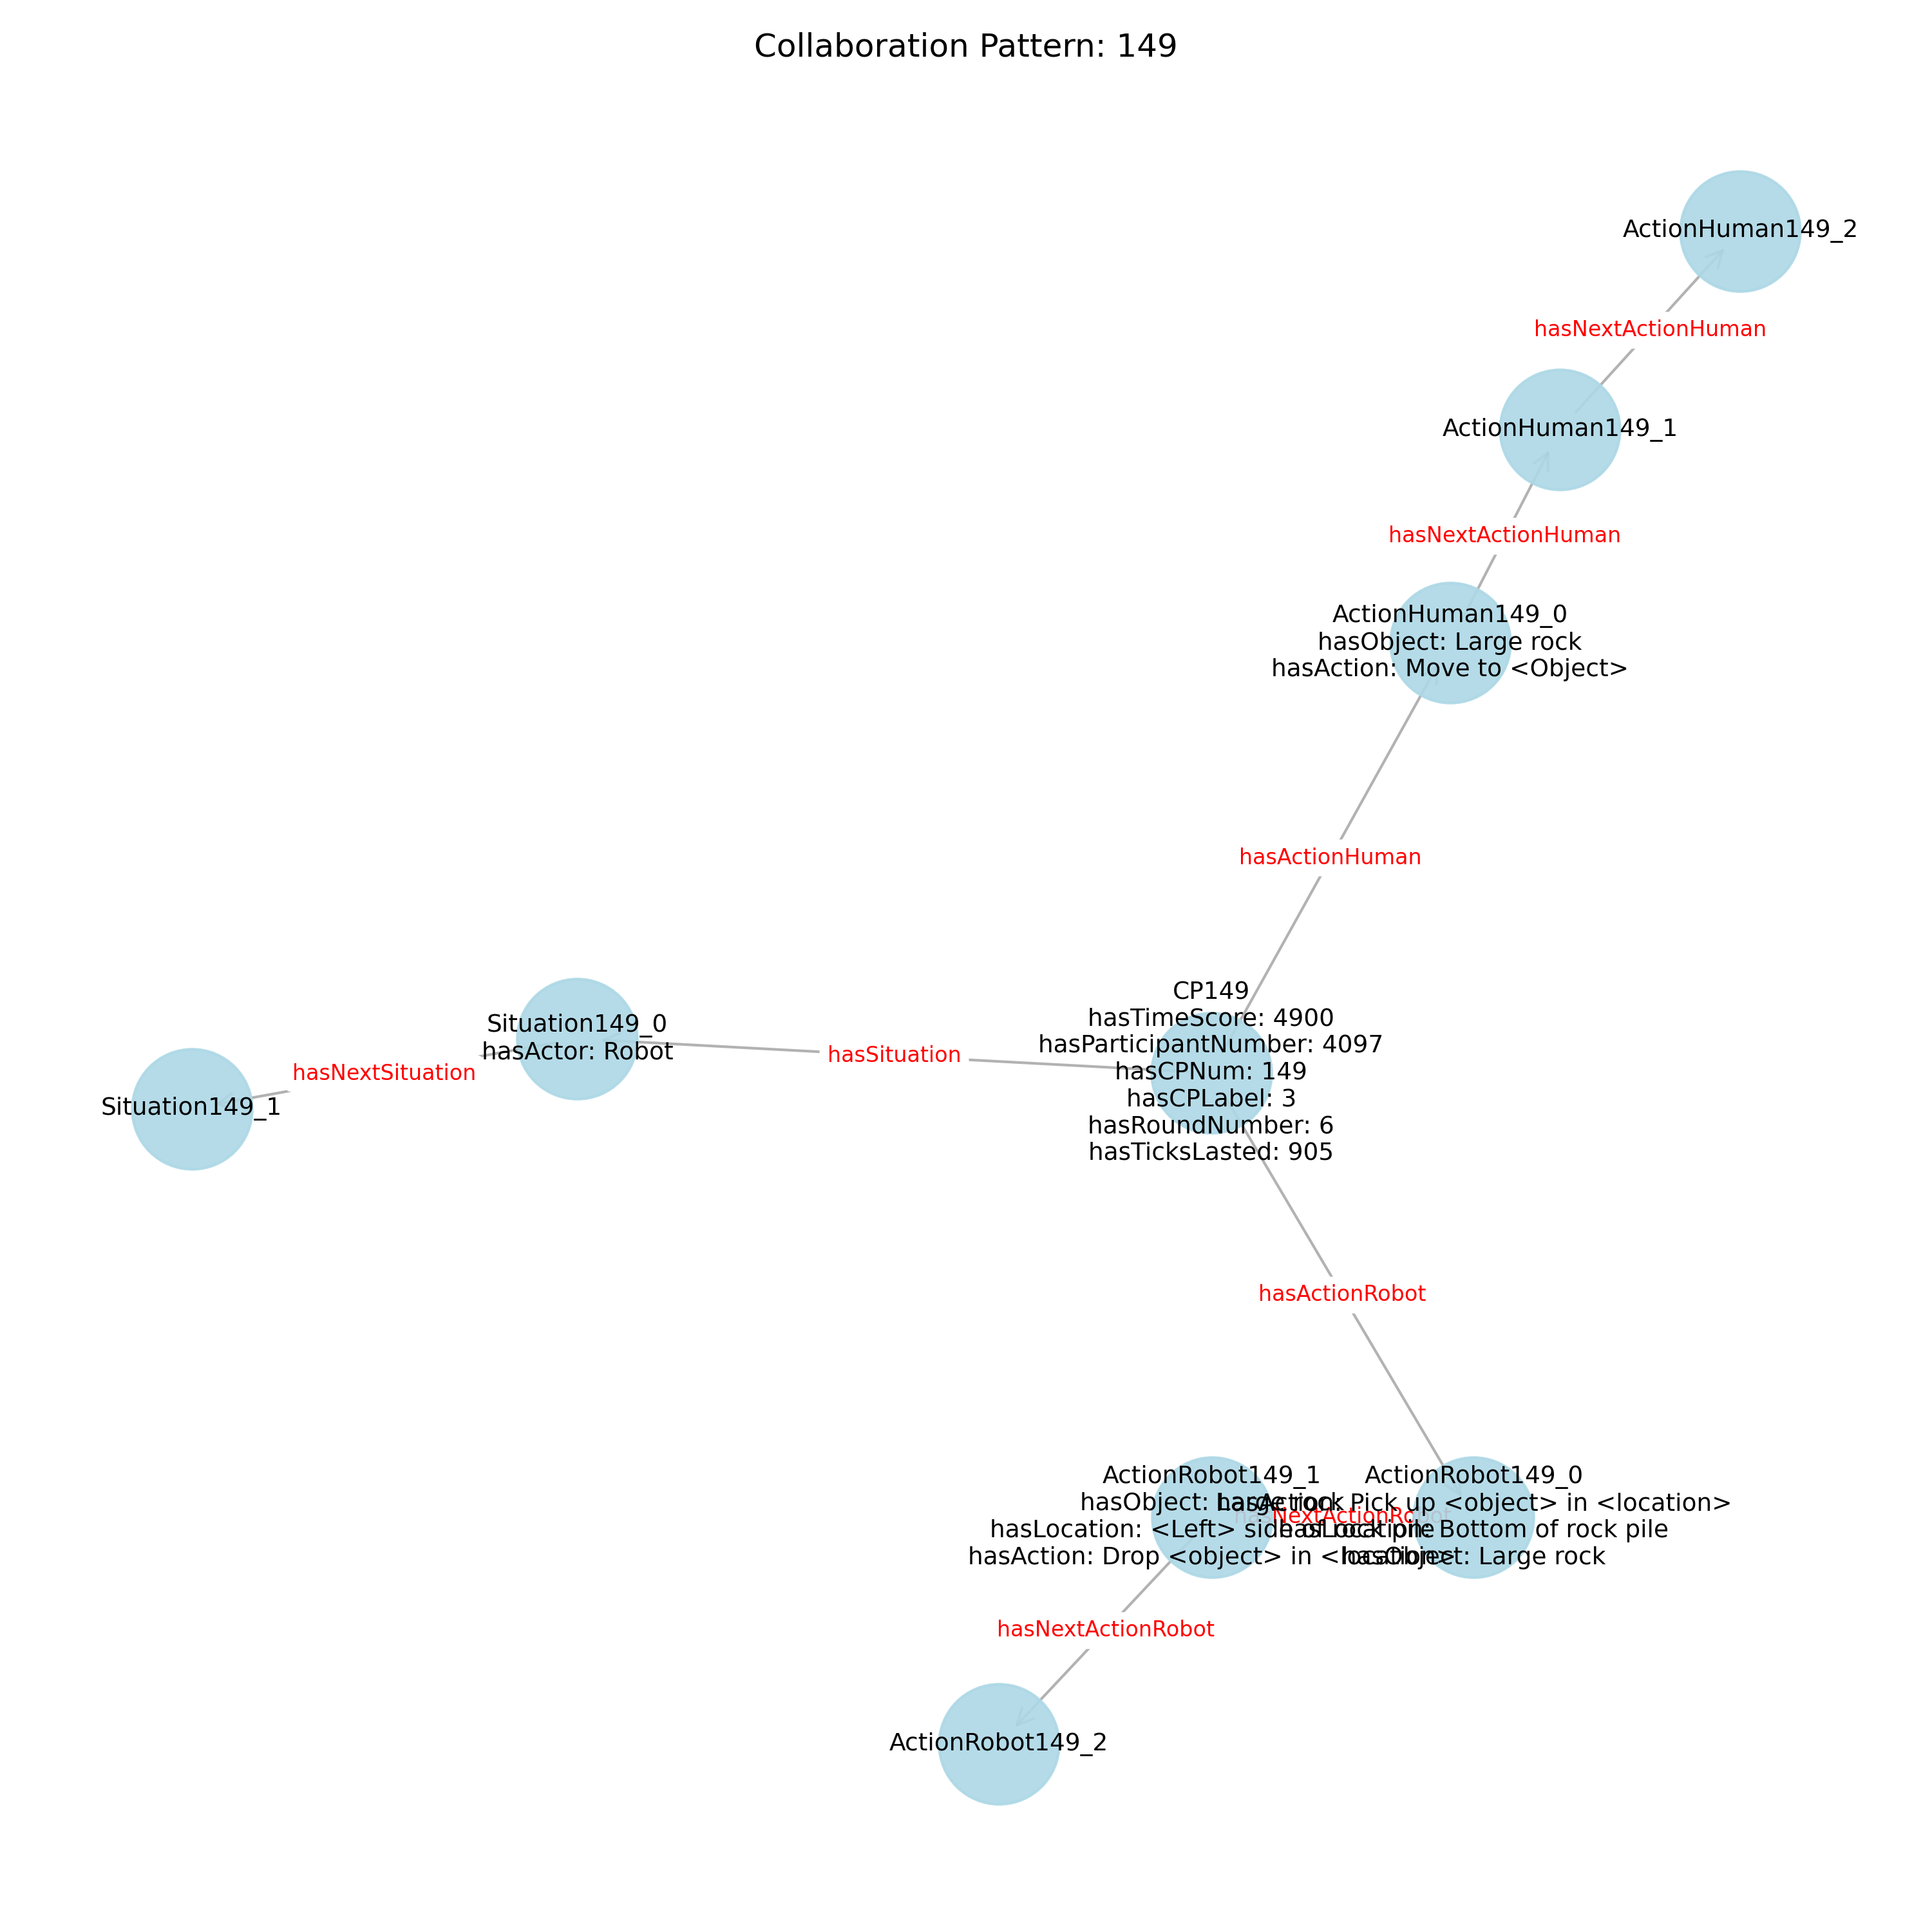 Collaboration Pattern: 149
ActionHuman149_2
hasNextActionHuman
ActionHuman149_1
hasNextActionHuman
ActionHuman149_0
hasObject: Large rock
hasAction: Move to <Object>
hasActionHuman
CP149
hasTimeScore: 4900
hasParticipantNumber: 4097
hasCPNum: 149
hasCPLabel: 3
hasRoundNumber: 6
hasTicksLasted: 905
hasSituation
Situation149_0
hasActor: Robot
hasNextSituation
Situation149_1
hasActionRobot
ActionRobot149_0
hasAction: Pick up <object> in <location>
hasLocation: Bottom of rock pile
hasObject: Large rock
hasNextActionRobot
ActionRobot149_1
hasObject: Large rock
hasLocation: <Left> side of rock pile
hasAction: Drop <object> in <location>
hasNextActionRobot
ActionRobot149_2